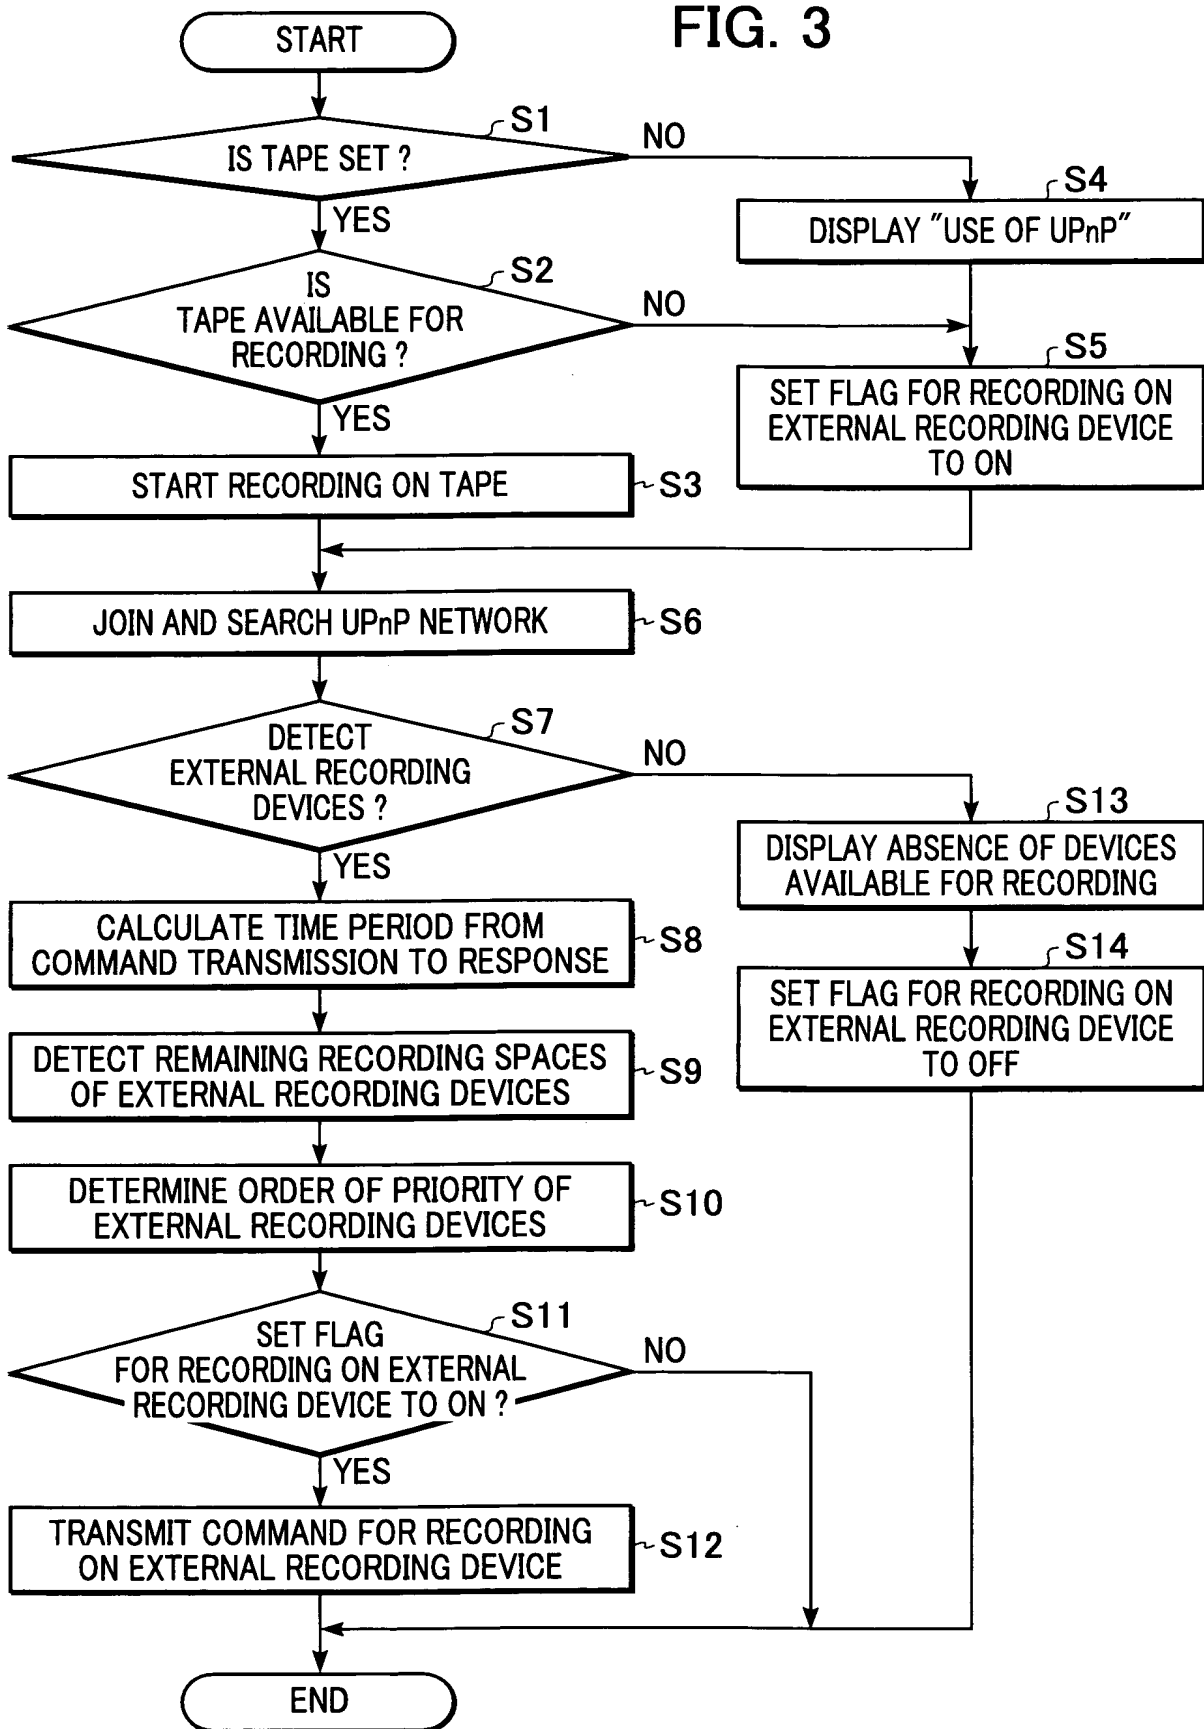 FIG. 3
START
S1
IS TAPE SET ?
NO
YES
S4
DISPLAY "USE OF UPnP"
S2
IS
TAPE AVAILABLE FOR
RECORDING ?
NO
YES
S5
SET FLAG FOR RECORDING ON
EXTERNAL RECORDING DEVICE
TO ON
START RECORDING ON TAPE
S3
JOIN AND SEARCH UPnP NETWORK
S6
S7
DETECT
EXTERNAL RECORDING
DEVICES ?
NO
YES
S13
DISPLAY ABSENCE OF DEVICES
AVAILABLE FOR RECORDING
CALCULATE TIME PERIOD FROM
COMMAND TRANSMISSION TO RESPONSE
S8
S14
SET FLAG FOR RECORDING ON
EXTERNAL RECORDING DEVICE
TO OFF
DETECT REMAINING RECORDING SPACES
OF EXTERNAL RECORDING DEVICES
S9
DETERMINE ORDER OF PRIORITY OF
EXTERNAL RECORDING DEVICES
S10
S11
SET FLAG
FOR RECORDING ON EXTERNAL
RECORDING DEVICE TO ON ?
NO
YES
TRANSMIT COMMAND FOR RECORDING
ON EXTERNAL RECORDING DEVICE
S12
END